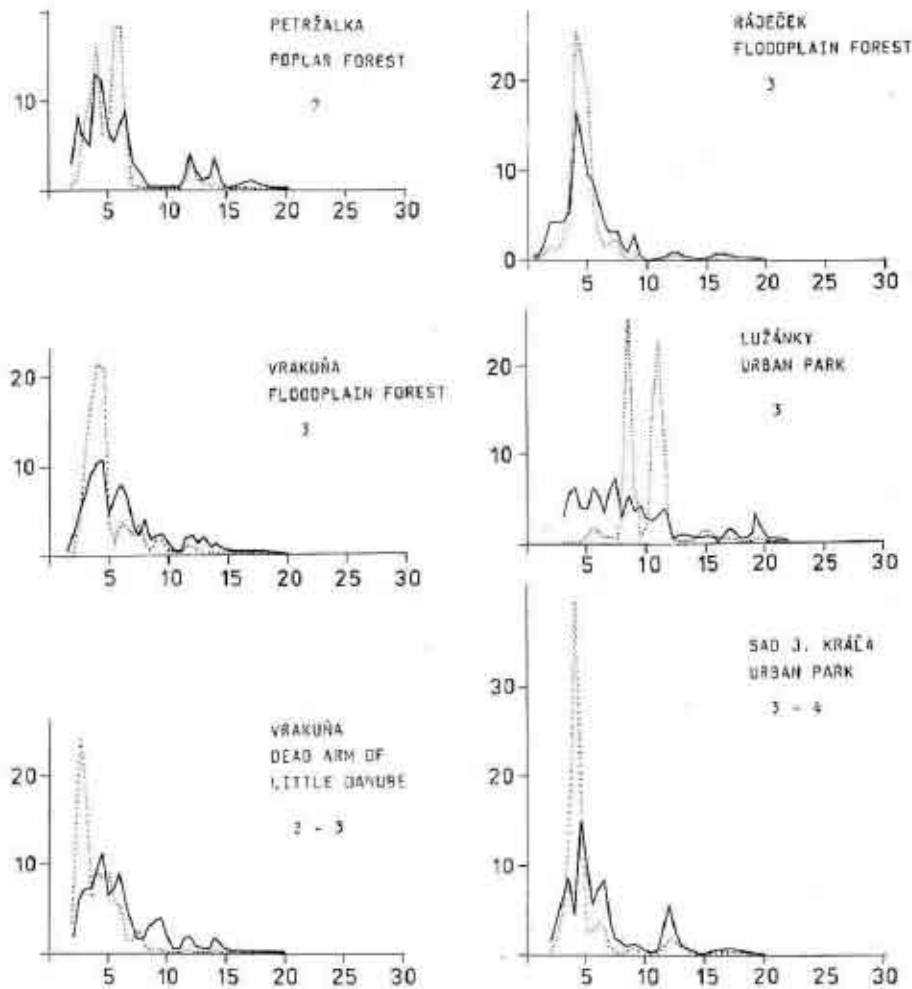 PETRŽALKA
POPLAR FOREST
10
5 10 15 20 25 30
RÁJEČEK
FLOODPLAIN FOREST
3
20
10
0
5 10 15 20 25 30
VRAKUŇA
FLOODPLAIN FOREST
3
20
10
5 10 15 20 25 30
LUŽÁNKY
URBAN PARK
3
20
10
5 10 15 20 25 30
VRAKUŇA
DEAD ARM OF
LITTLE DANUBE
2 - 3
20
10
5 10 15 20 25 30
SAD J. KRÁĽA
URBAN PARK
3 - 4
30
20
10
5 10 15 20 25 30